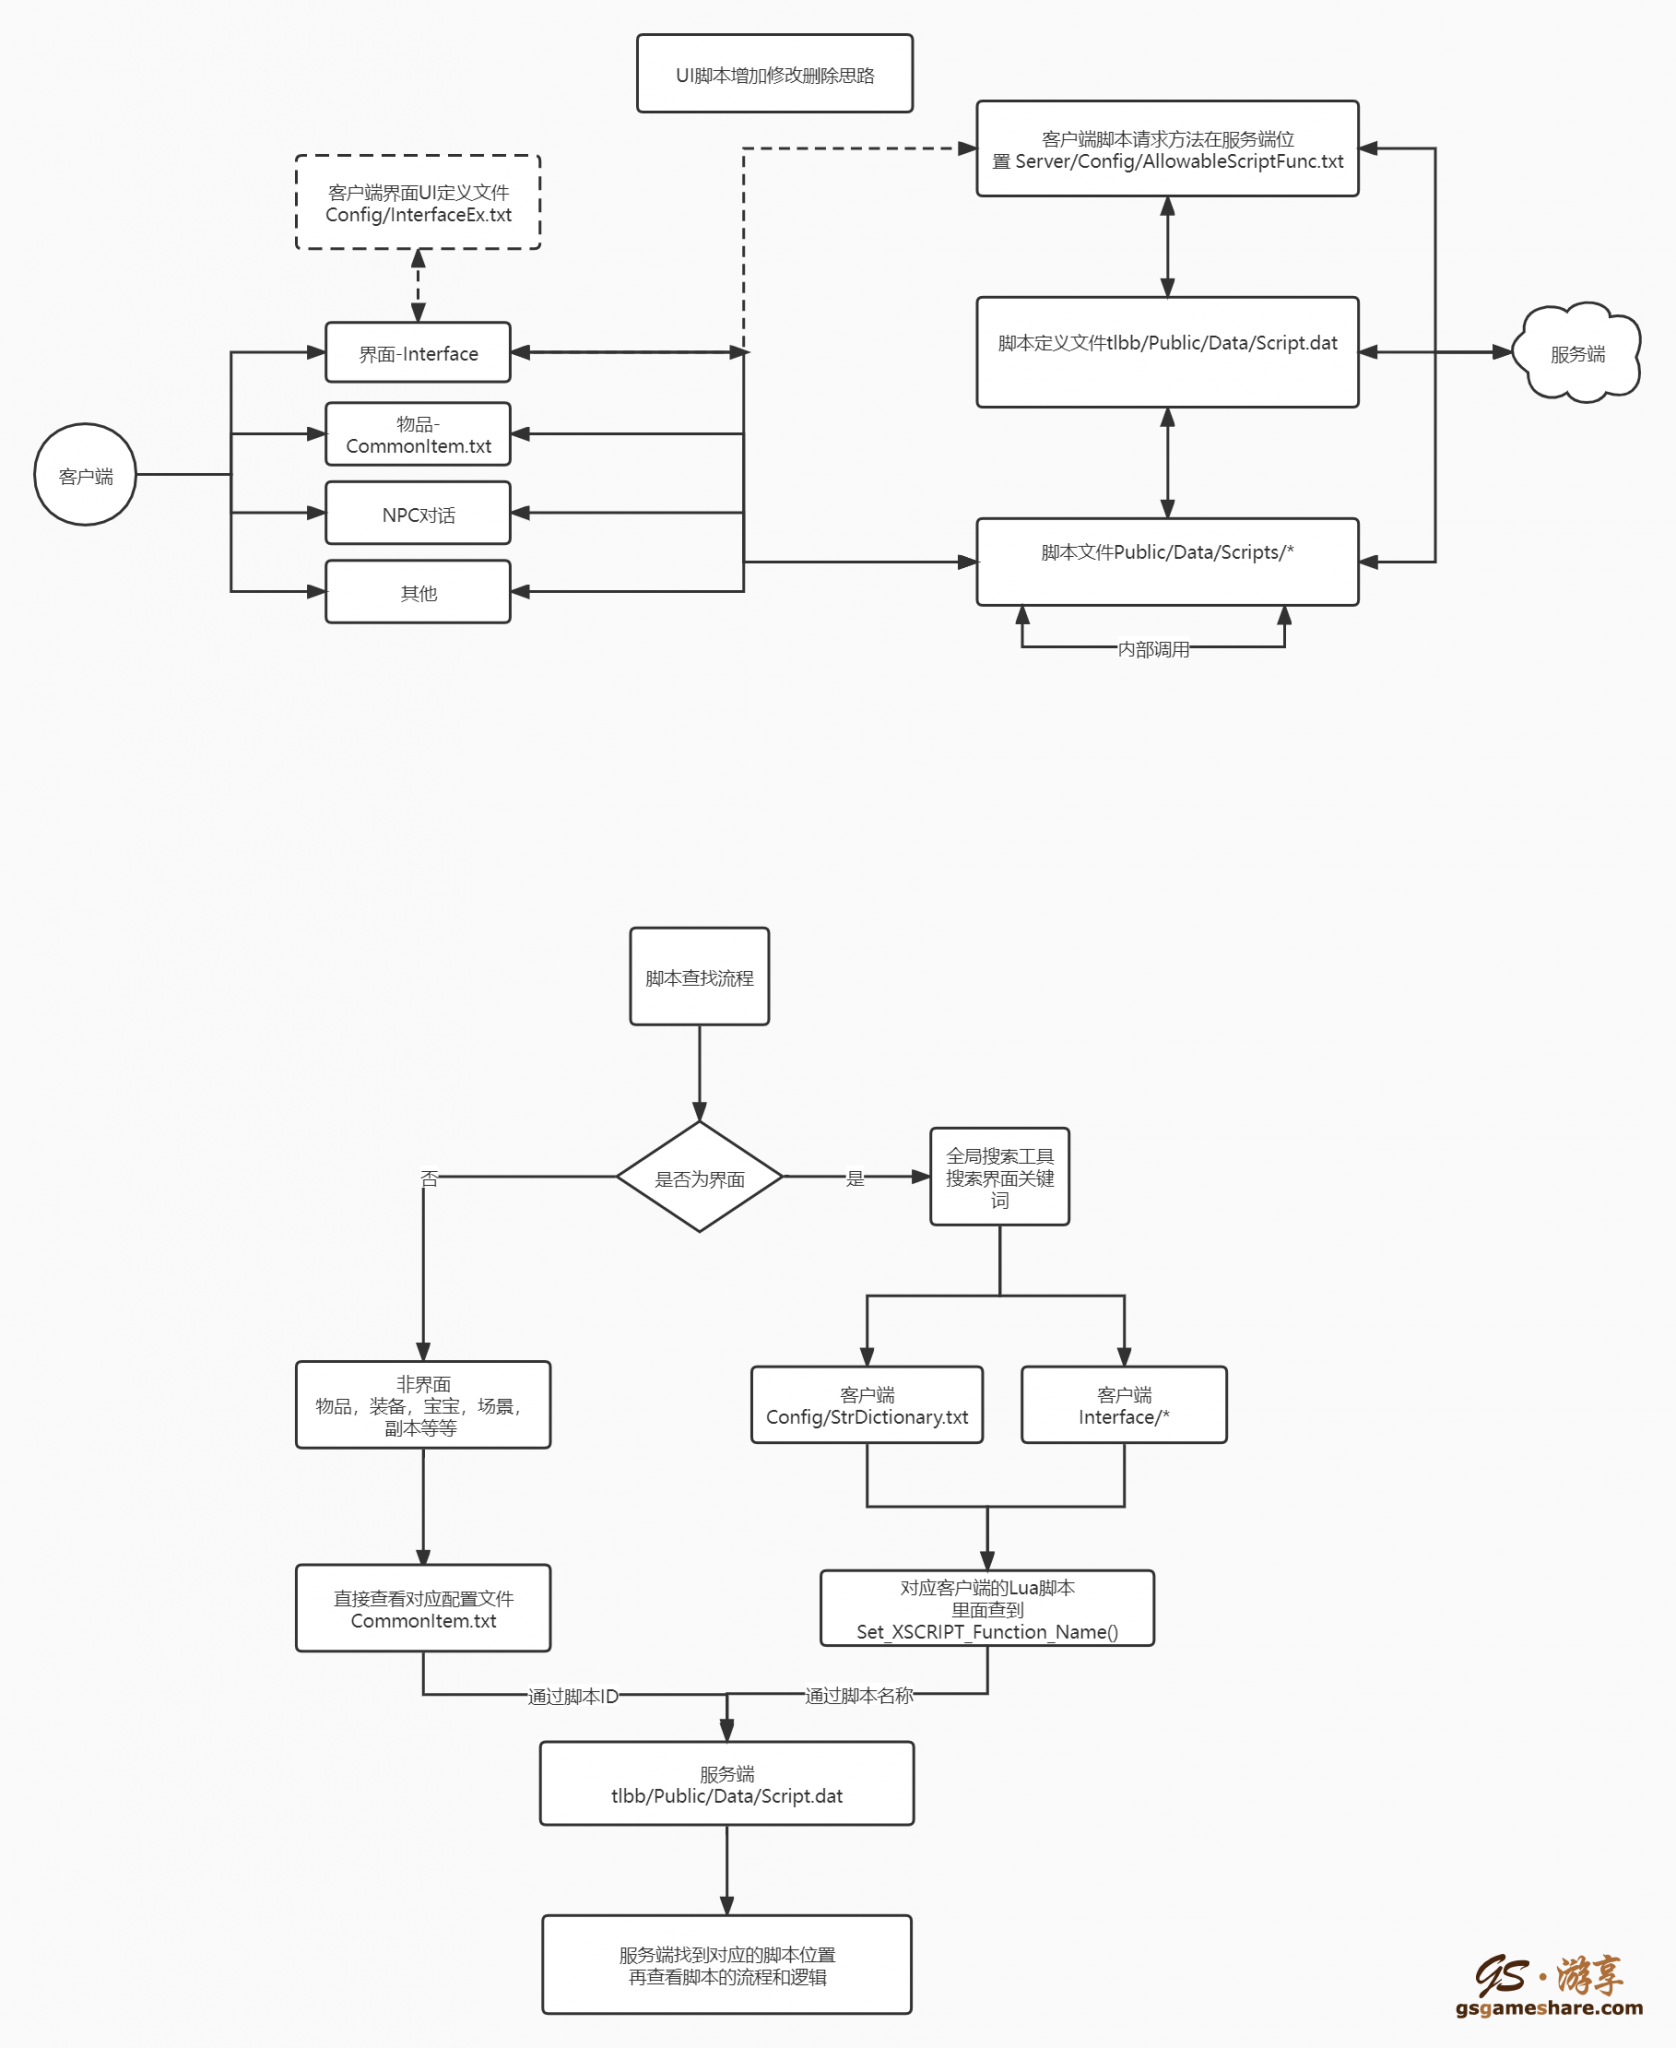 UI脚本增加修改删除思路
客户端脚本请求方法在服务端位
置 Server/Config/AllowableScriptFunc.txt
客户端界面UI定义文件
Config/InterfaceEx.txt
界面-Interface
脚本定义文件tlbb/Public/Data/Script.dat
服务端
物品-
CommonItem.txt
客户端
NPC对话
脚本文件Public/Data/Scripts/*
其他
内部调用
脚本查找流程
是否为界面
否
是
全局搜索工具
搜索界面关键
词
非界面
物品，装备，宝宝，场景，
副本等等
客户端
Config/StrDictionary.txt
客户端
Interface/*
直接查看对应配置文件
CommonItem.txt
对应客户端的Lua脚本
里面查到
Set_XSCRIPT_Function_Name()
通过脚本ID
通过脚本名称
服务端
tlbb/Public/Data/Script.dat
服务端找到对应的脚本位置
再查看脚本的流程和逻辑
GS·游享
gsgameshare.com